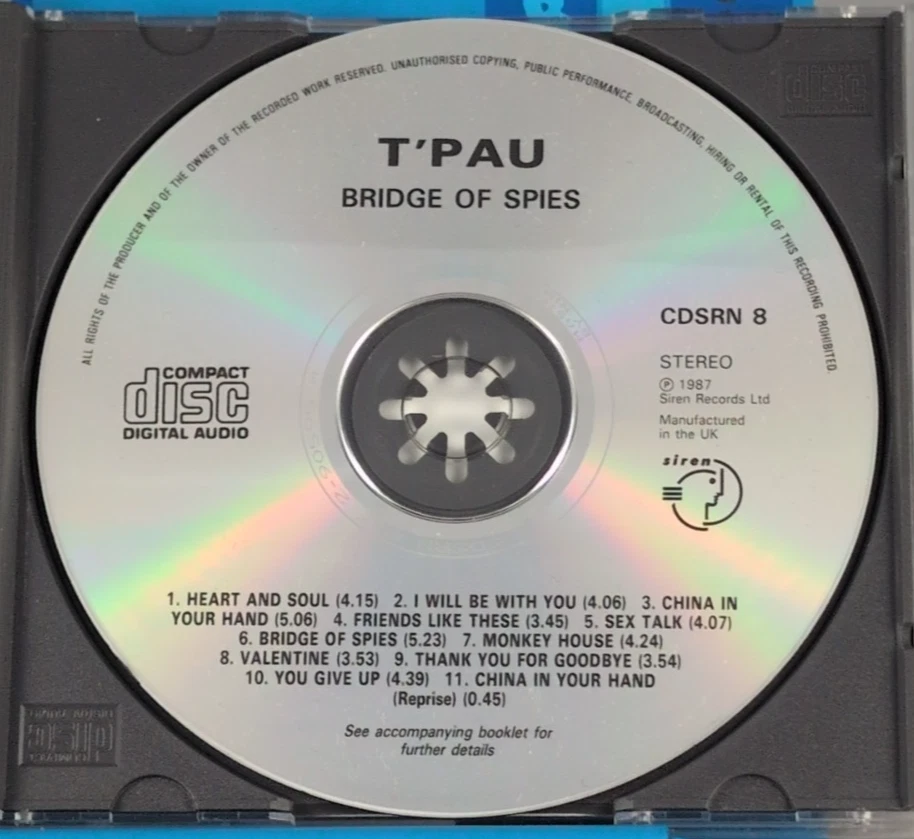 ALL RIGHTS OF THE PRODUCER AND OF THE OWNER OF THE RECORDED WORK RESERVED. UNAUTHORISED COPYING, PUBLIC PERFORMANCE, BROADCASTING, HIRING OR RENTAL OF THIS RECORDING PROHIBITED.
T'PAU
BRIDGE OF SPIES
CDSRN 8
STEREO
℗ 1987
Siren Records Ltd
Manufactured
in the UK
siren
COMPACT
disc
DIGITAL AUDIO
1. HEART AND SOUL (4.15) 2. I WILL BE WITH YOU (4.06) 3. CHINA IN
YOUR HAND (5.06) 4. FRIENDS LIKE THESE (3.45) 5. SEX TALK (4.07)
6. BRIDGE OF SPIES (5.23) 7. MONKEY HOUSE (4.24)
8. VALENTINE (3.53) 9. THANK YOU FOR GOODBYE (3.54)
10. YOU GIVE UP (4.39) 11. CHINA IN YOUR HAND
(Reprise) (0.45)
See accompanying booklet for
further details
disc
disc